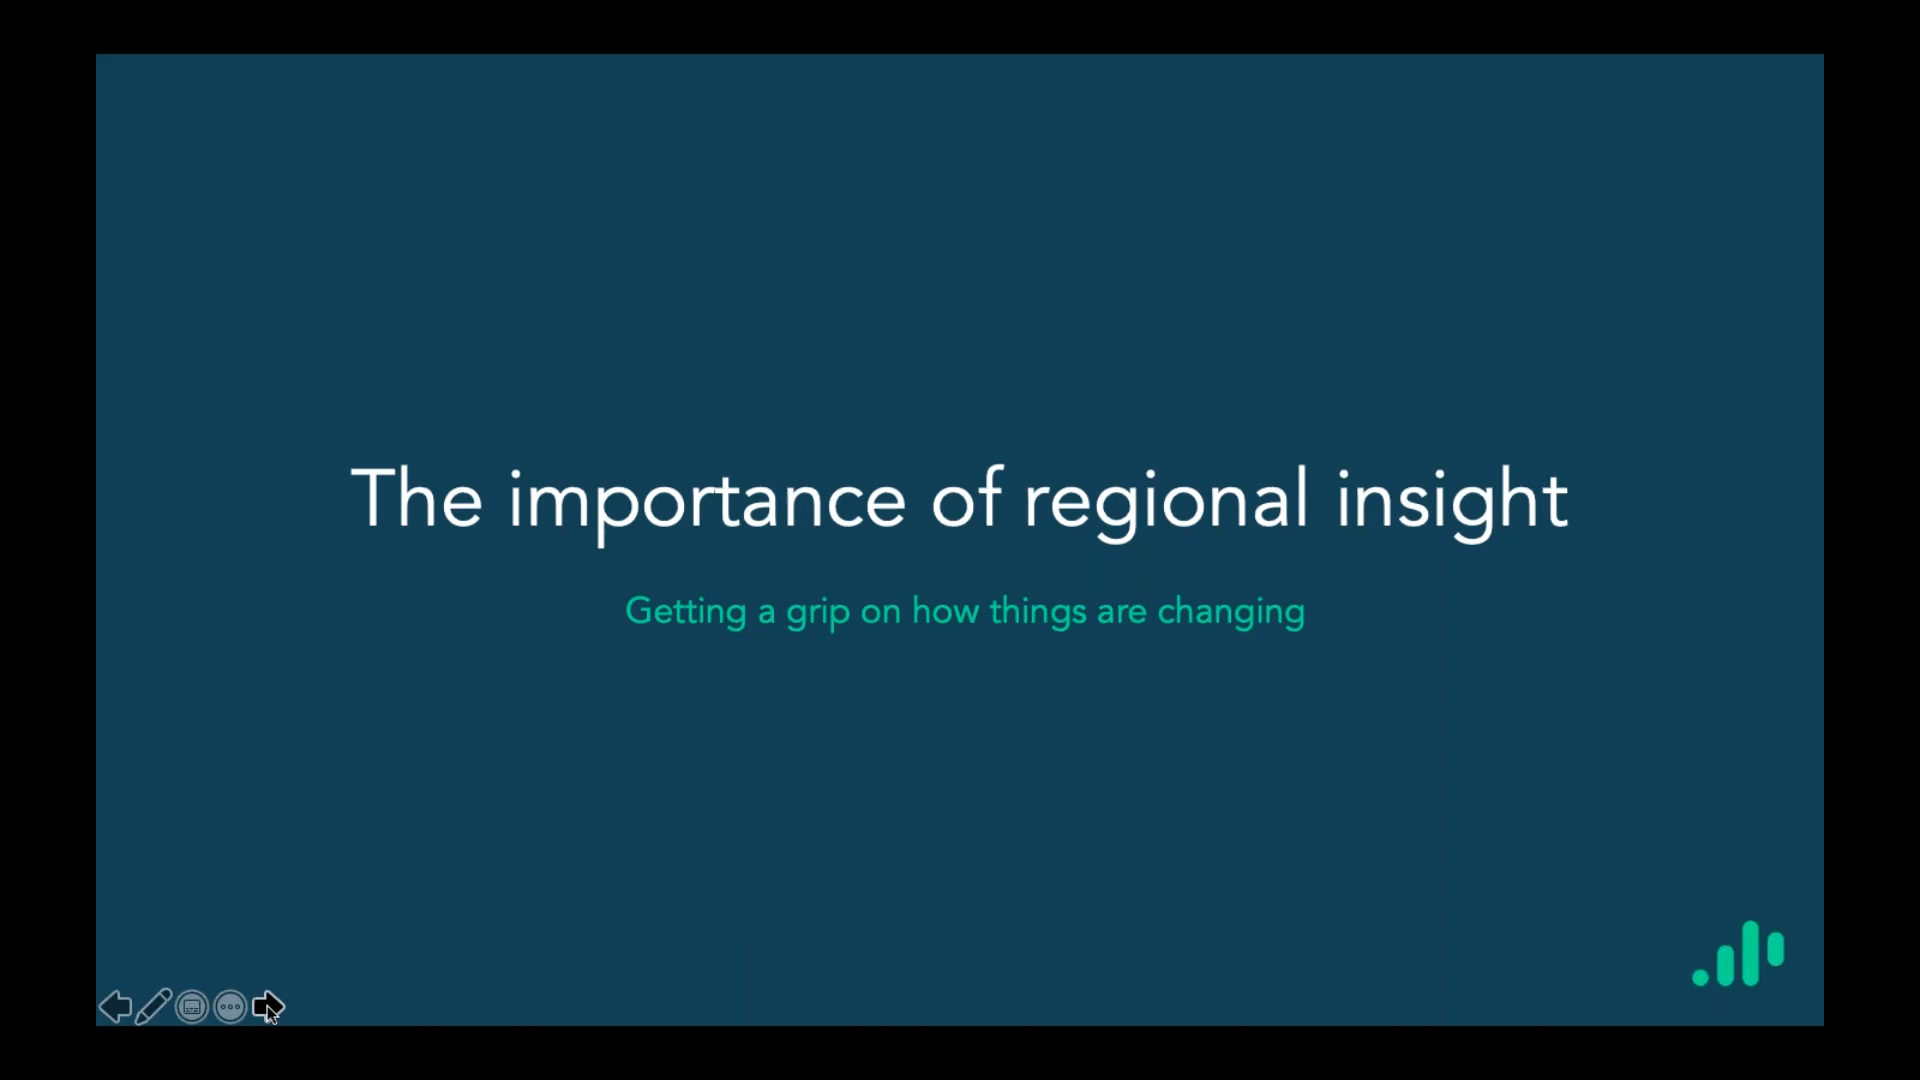 The importance of regional insight
Getting a grip on how things are changing